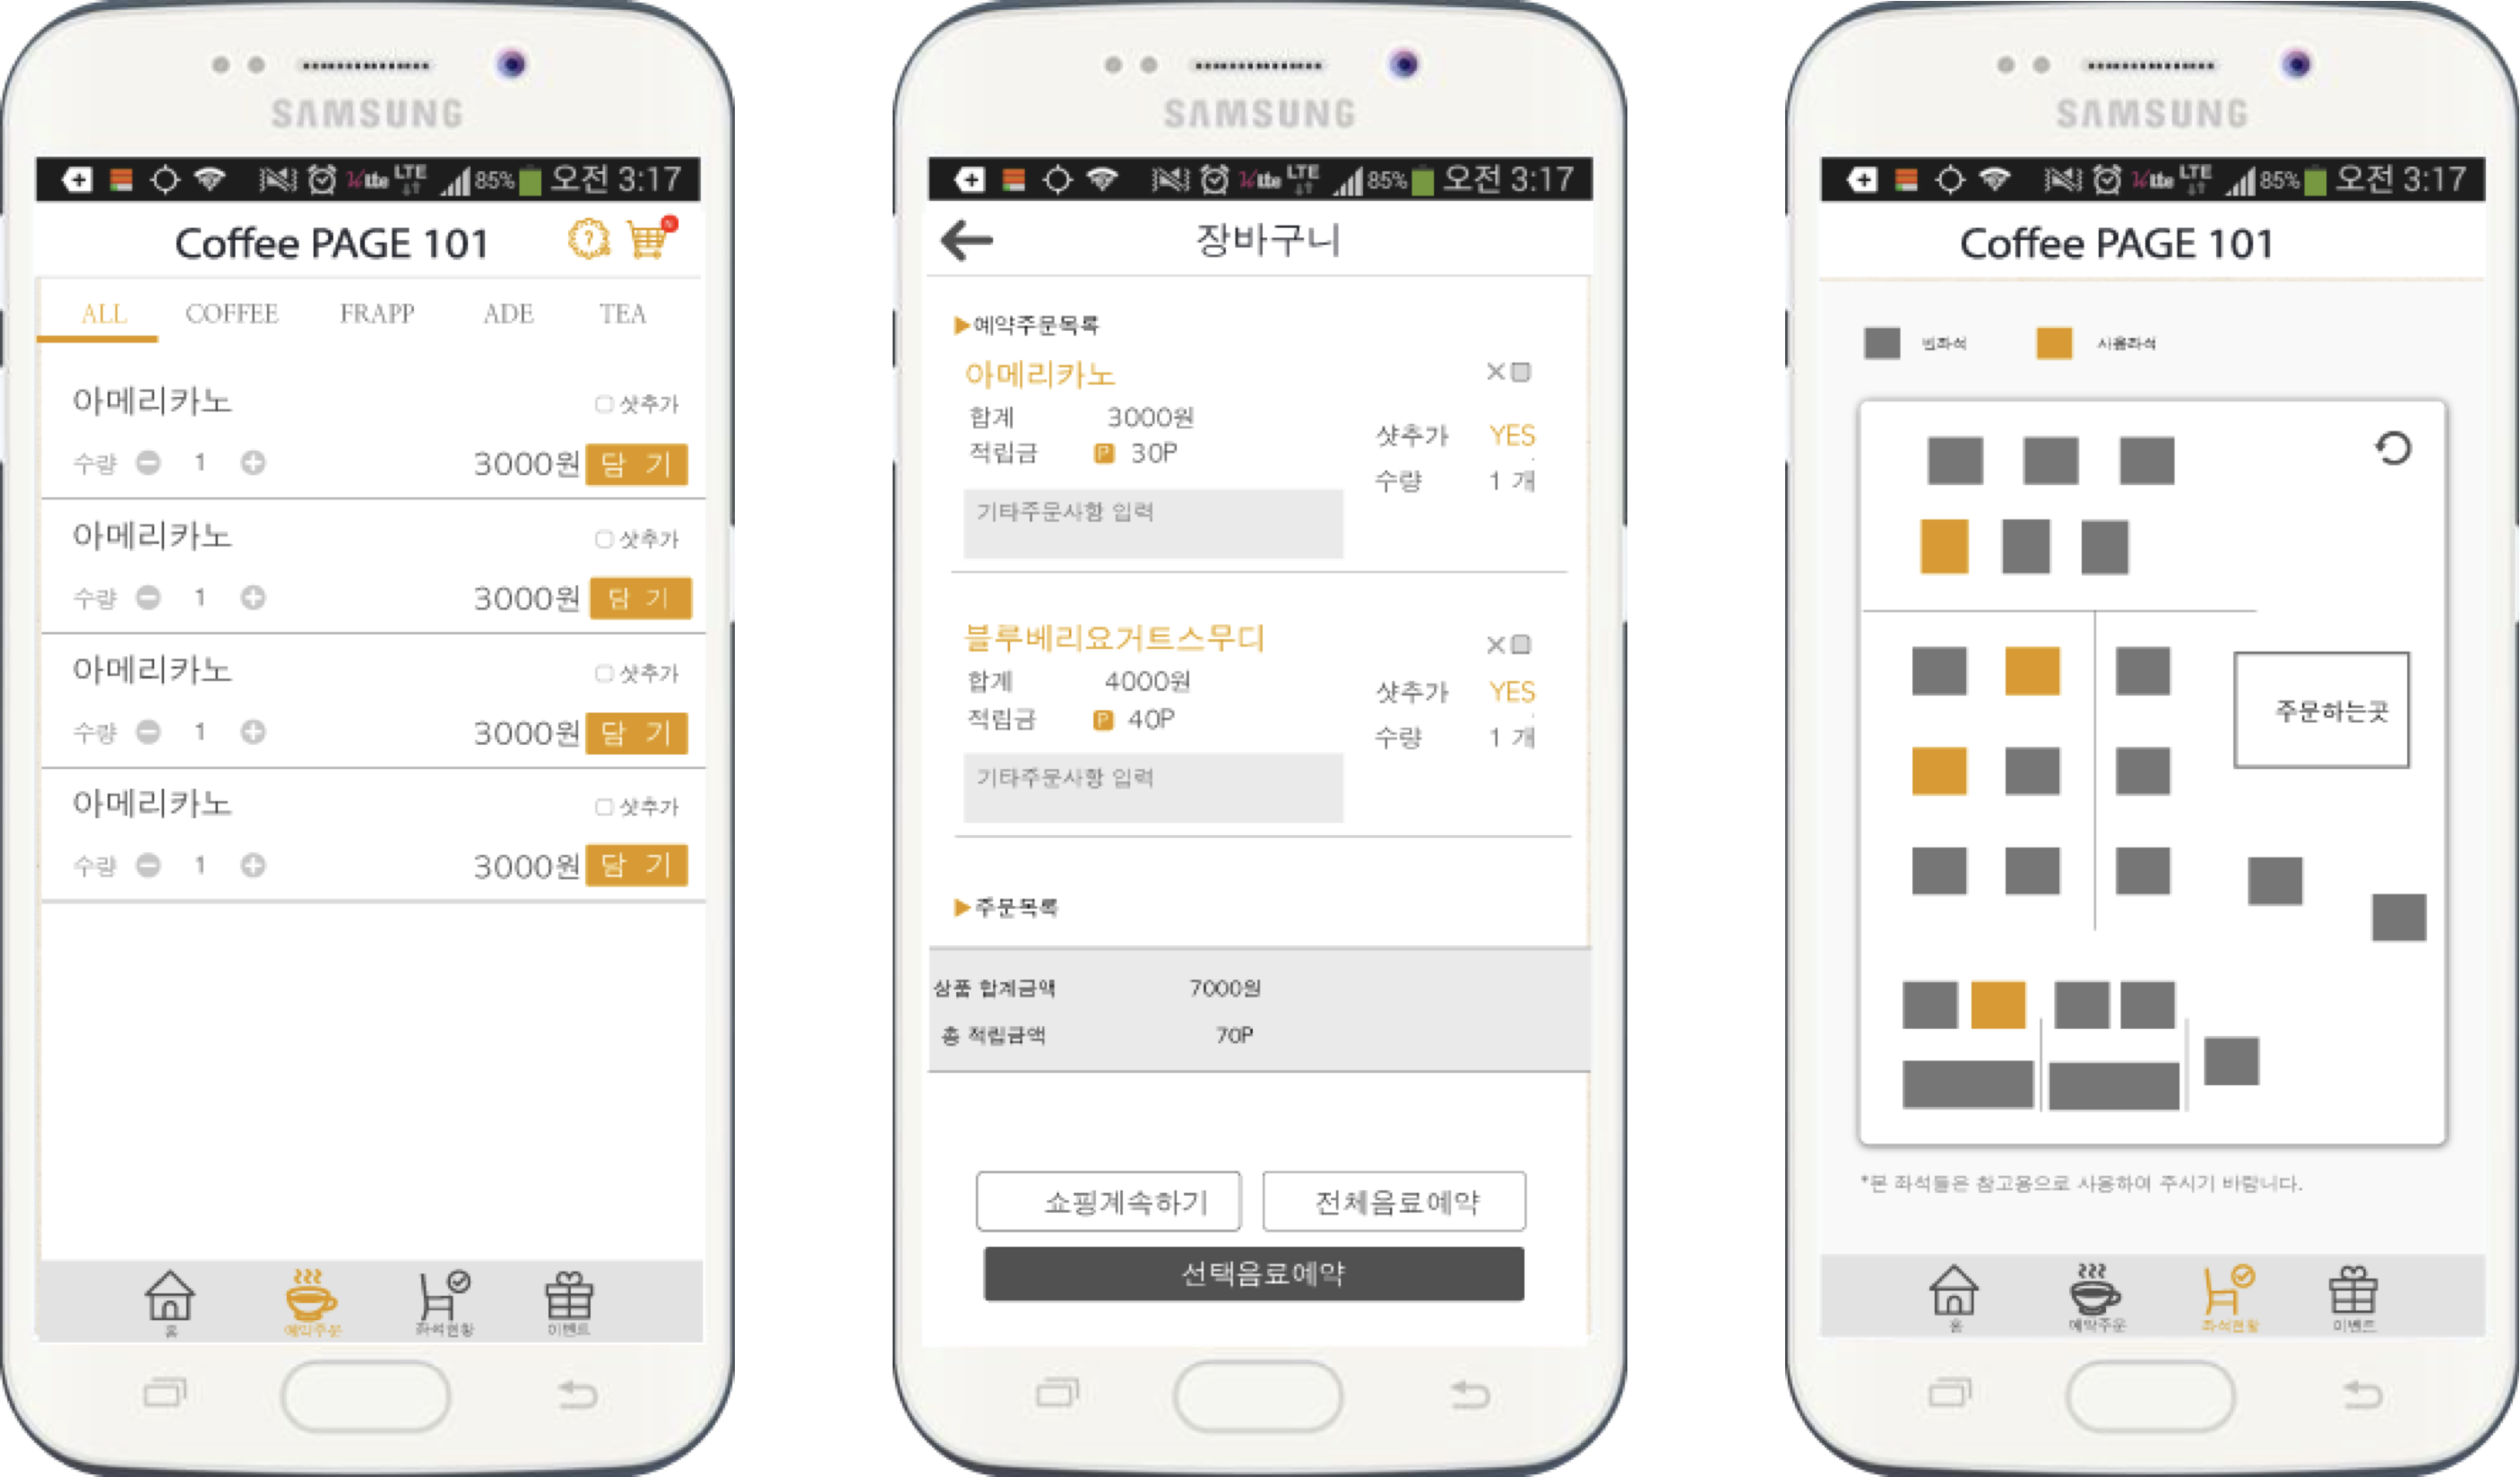 SAMSUNG
LTE 85% 오전 3:17
Coffee PAGE 101
ALL COFFEE FRAPP ADE TEA
아메리카노 샷추가
수량 1 3000원 담 기
아메리카노 샷추가
수량 1 3000원 담 기
아메리카노 샷추가
수량 1 3000원 담 기
아메리카노 샷추가
수량 1 3000원 담 기
홈 예약주문 좌석현황 이벤트
SAMSUNG
LTE 85% 오전 3:17
장바구니
▶예약주문목록
아메리카노
합계 3000원
적립금 P 30P
샷추가 YES
수량 1 개
기타주문사항 입력
블루베리요거트스무디
합계 4000원
적립금 P 40P
샷추가 YES
수량 1 개
기타주문사항 입력
▶주문목록
상품 합계금액 7000원
총 적립금액 70P
쇼핑계속하기 전체음료예약
선택음료예약
SAMSUNG
LTE 85% 오전 3:17
Coffee PAGE 101
빈좌석 사용좌석
주문하는곳
*본 좌석들은 참고용으로 사용하여 주시기 바랍니다.
홈 예약주문 좌석현황 이벤트